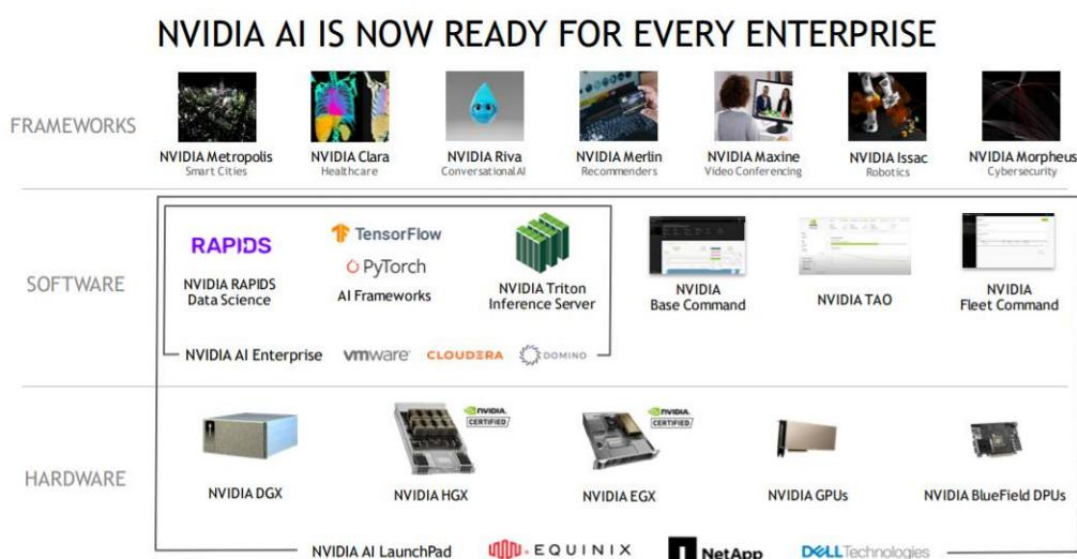 NVIDIA AI IS NOW READY FOR EVERY ENTERPRISE
FRAMEWORKS
NVIDIA Metropolis
Smart Cities
NVIDIA Clara
Healthcare
NVIDIA Riva
Conversational AI
NVIDIA Merlin
Recommenders
NVIDIA Maxine
Video Conferencing
NVIDIA Issac
Robotics
NVIDIA Morpheus
Cybersecurity
SOFTWARE
RAPIDS
NVIDIA RAPIDS
Data Science
TensorFlow
PyTorch
AI Frameworks
NVIDIA Triton
Inference Server
NVIDIA
Base Command
NVIDIA TAO
NVIDIA
Fleet Command
NVIDIA AI Enterprise
vmware
CLOUDERA
DOMINO
HARDWARE
NVIDIA DGX
NVIDIA.
CERTIFIED
NVIDIA HGX
NVIDIA.
CERTIFIED
NVIDIA EGX
NVIDIA GPUs
NVIDIA BlueField DPUs
NVIDIA AI LaunchPad
EQUINIX
NetApp
DELL Technologies